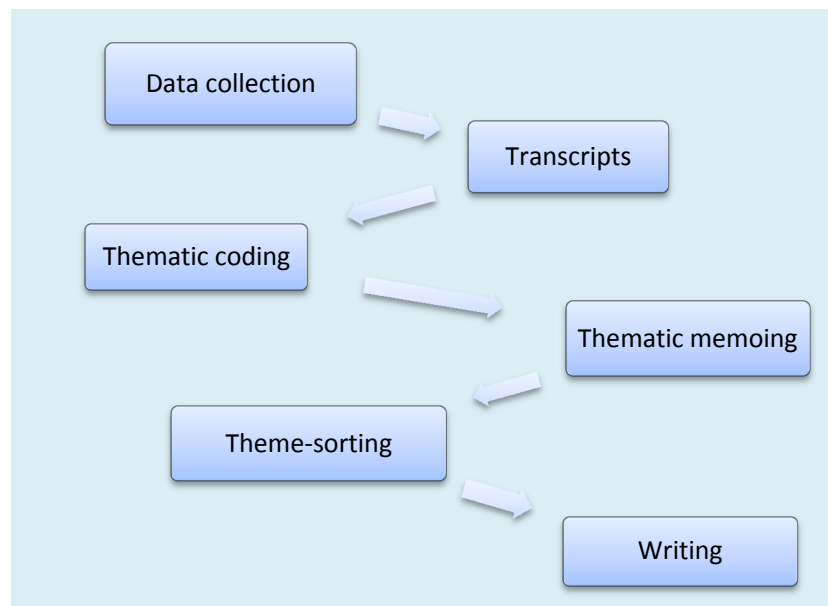 Data collection
Transcripts
Thematic coding
Thematic memoing
Theme-sorting
Writing